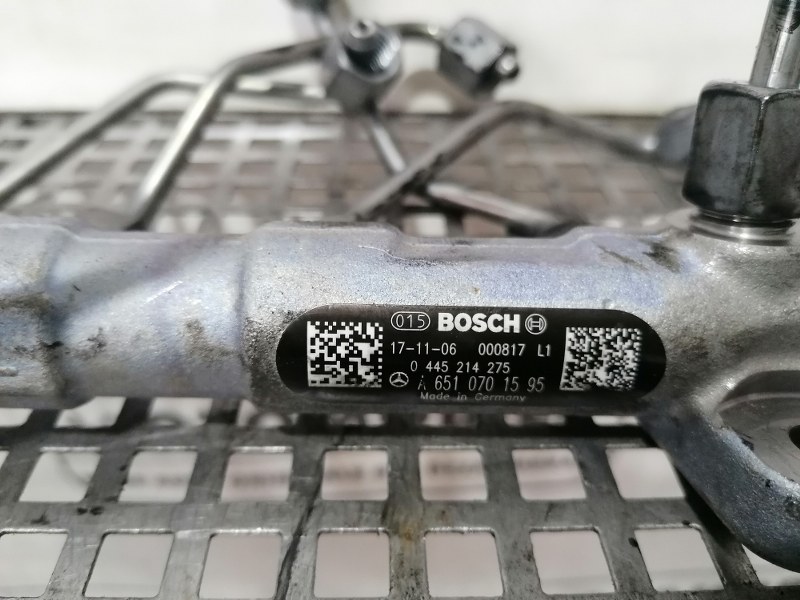 015 BOSCH
17-11-06 000817 L1
0 445 214 275
A 651 070 15 95
Made in Germany